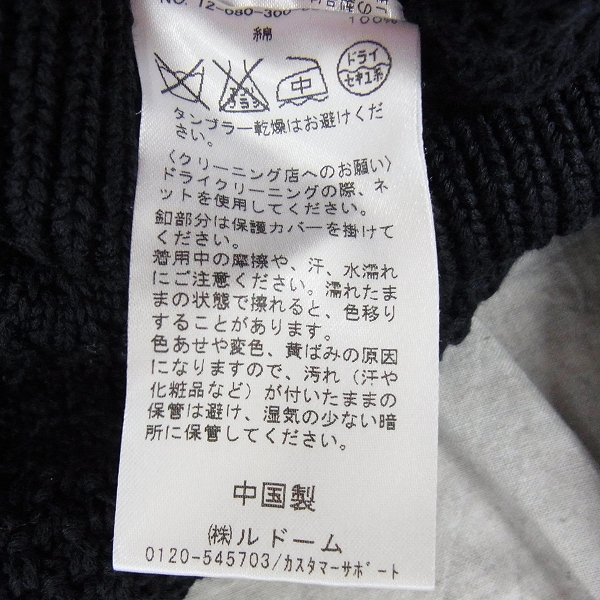 100%
綿
エンソ
サラシ
中
ドライ
セキユ系
タンブラー乾燥はお避けくだ
さい。
〈クリーニング店へのお願い〉
ドライクリーニングの際、ネ
ットを使用してください。
釦部分は保護カバーを掛けて
ください。
着用中の摩擦や、汗、水濡れ
にご注意ください。濡れたま
まの状態で擦れると、色移り
することがあります。
色あせや変色、黄ばみの原因
になりますので、汚れ（汗や
化粧品など）が付いたままの
保管は避け、湿気の少ない暗
所に保管してください。
中国製
㈱ルドーム
0120-545703/カスタマーサポート